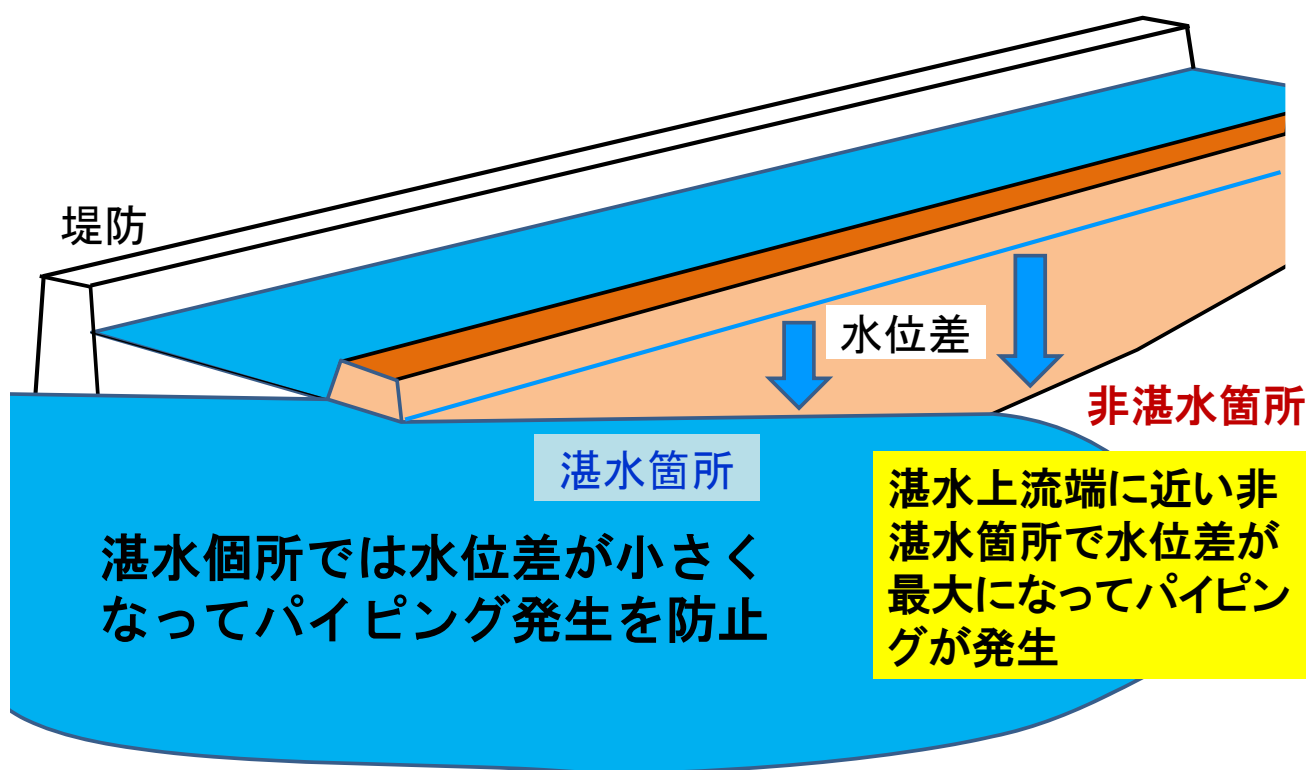 堤防
水位差
非湛水箇所
湛水箇所
湛水個所では水位差が小さく
なってパイピング発生を防止
湛水上流端に近い非
湛水箇所で水位差が
最大になってパイピン
グが発生